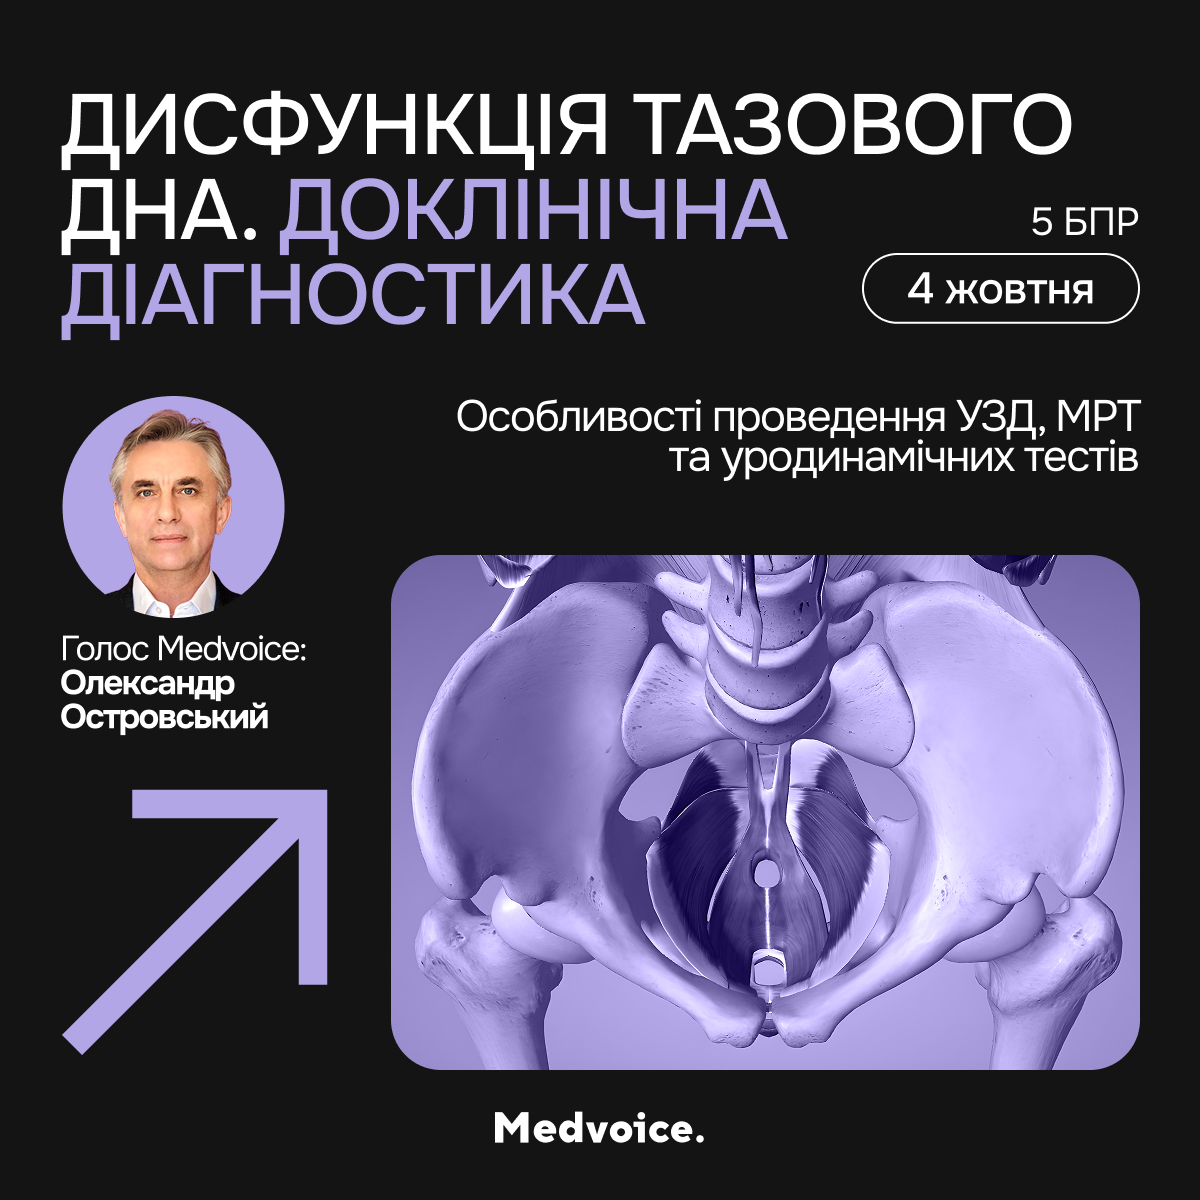 ДИСФУНКЦІЯ ТАЗОВОГО
ДНА. ДОКЛІНІЧНА
ДІАГНОСТИКА
5 БПР
4 жовтня
Особливості проведення УЗД, МРТ
та уродинамічних тестів
Голос Medvoice:
Олександр
Островський
Medvoice.